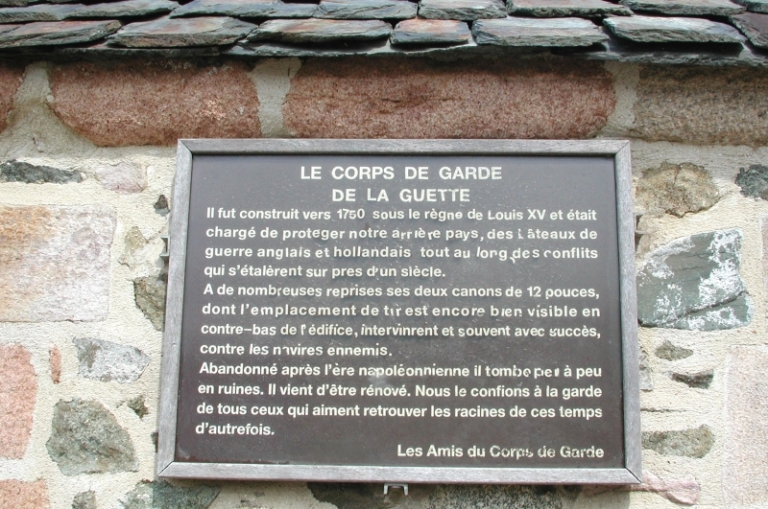 LE CORPS DE GARDE
DE LA GUETTE
Il fut construit vers 1750 sous le règne de Louis XV et était
chargé de proteger notre arrière pays, des bâteaux de
guerre anglais et hollandais tout au long des conflits
qui s'étalèrent sur pres d'un siècle.
A de nombreuses reprises ses deux canons de 12 pouces,
dont l'emplacement de tir est encore bien visible en
contre-bas de l'édifice, intervinrent et souvent avec succès,
contre les navires ennemis.
Abandonné après l'ère napoléonnienne il tombe peu à peu
en ruines. Il vient d'être rénové. Nous le confions à la garde
de tous ceux qui aiment retrouver les racines de ces temps
d'autrefois.
Les Amis du Corps de Garde